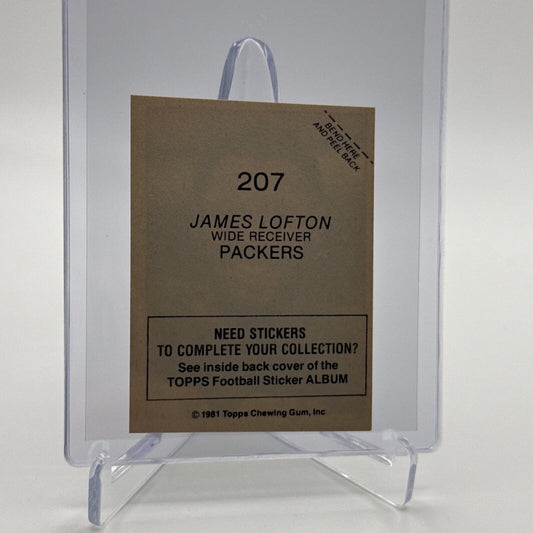 BEND HERE
AND PEEL BACK
207
JAMES LOFTON
WIDE RECEIVER
PACKERS
NEED STICKERS
TO COMPLETE YOUR COLLECTION?
See inside back cover of the
TOPPS Football Sticker ALBUM
© 1981 Topps Chewing Gum, Inc